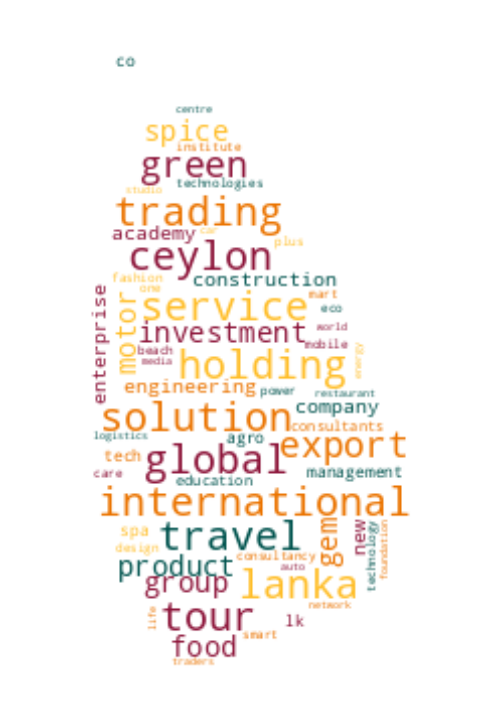 co
centre
spice
institute
green
technologies
studio
trading
car
academy
plus
ceylon
construction
fashion
one
enterprise
motor
service
mart
eco
investment
world
mobile
beach
media
holding
energy
engineering
power
restaurant
company
solution
consultants
logistics
agro
export
tech
global
care
management
education
international
spa
travel
gem
new
technology
foundation
design
consultancy
product
auto
group
lanka
network
life
tour
lk
smart
food
traders